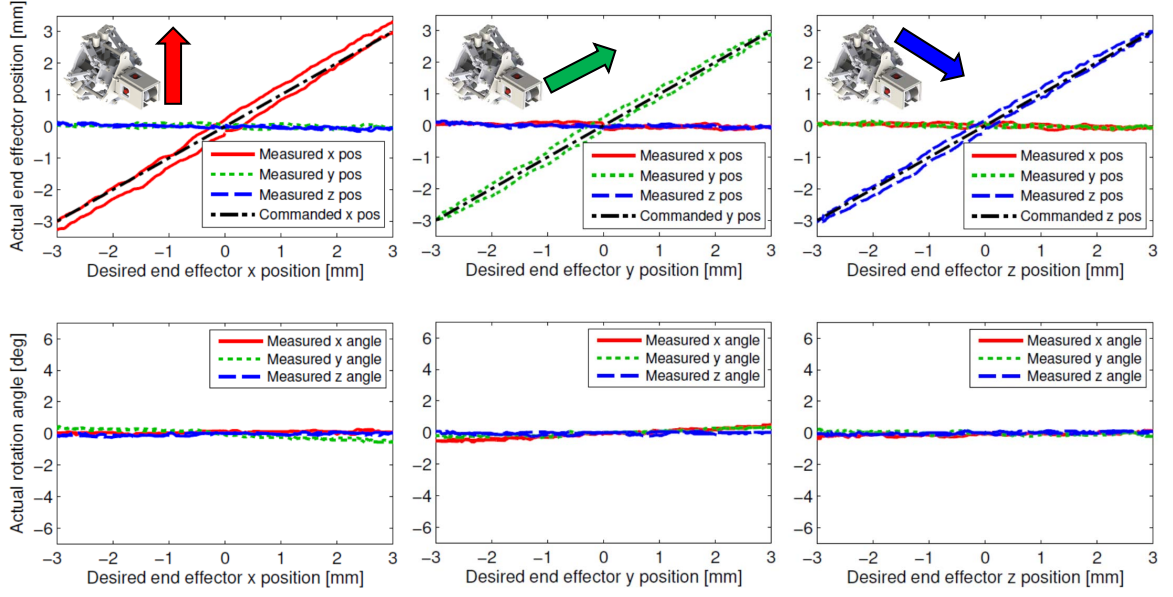 Actual end effector position [mm]
3
2
1
0
−1
−2
−3
Measured x pos
Measured y pos
Measured z pos
Commanded x pos
−3 −2 −1 0 1 2 3
Desired end effector x position [mm]
3
2
1
0
−1
−2
−3
Measured x pos
Measured y pos
Measured z pos
Commanded y pos
−3 −2 −1 0 1 2 3
Desired end effector y position [mm]
3
2
1
0
−1
−2
−3
Measured x pos
Measured y pos
Measured z pos
Commanded z pos
−3 −2 −1 0 1 2 3
Desired end effector z position [mm]
Actual rotation angle [deg]
6
4
2
0
−2
−4
−6
Measured x angle
Measured y angle
Measured z angle
−3 −2 −1 0 1 2 3
Desired end effector x position [mm]
6
4
2
0
−2
−4
−6
Measured x angle
Measured y angle
Measured z angle
−3 −2 −1 0 1 2 3
Desired end effector y position [mm]
6
4
2
0
−2
−4
−6
Measured x angle
Measured y angle
Measured z angle
−3 −2 −1 0 1 2 3
Desired end effector z position [mm]